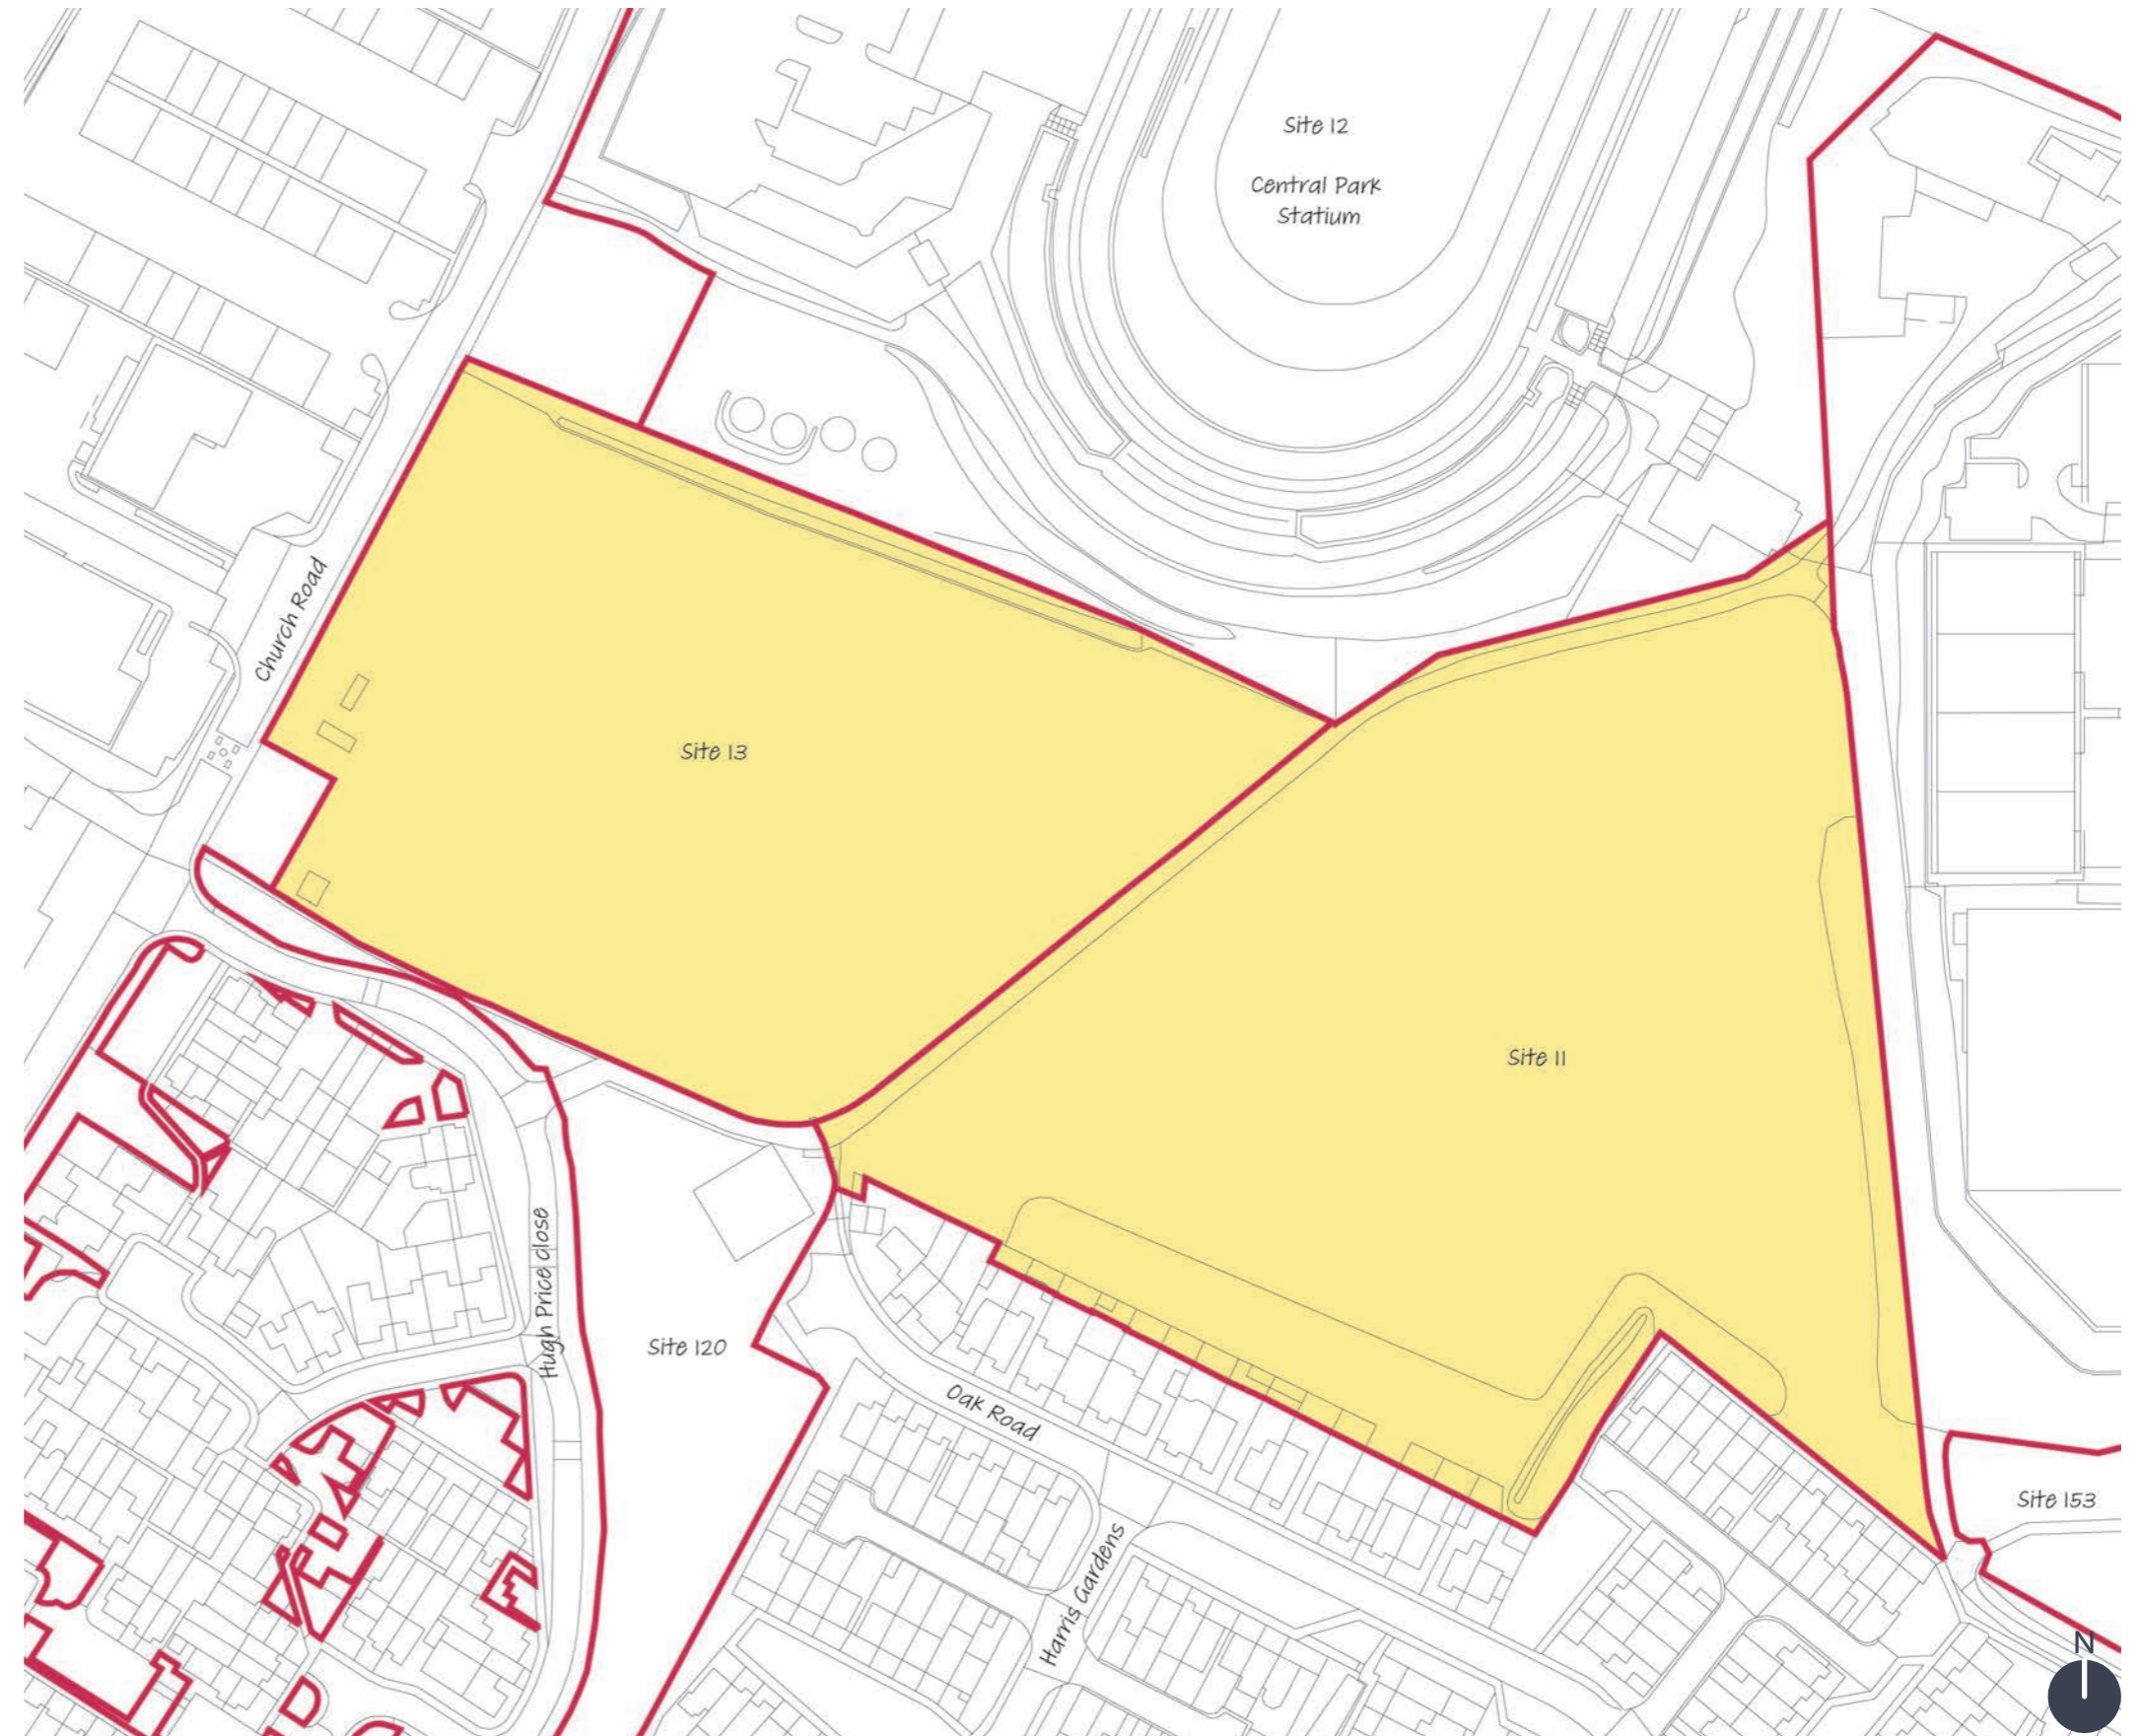 Site 12
Central Park
Statium
Church Road
Site 13
Site 11
Hugh Price close
Site 120
Oak Road
Harris Gardens
Site 153
N